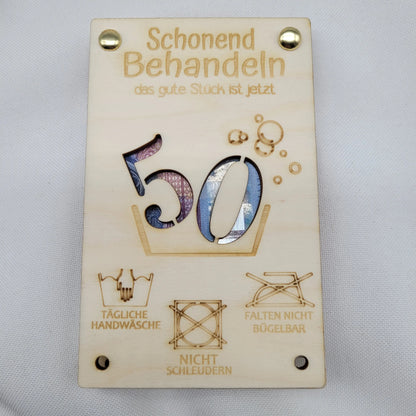 Schonend
Behandeln
das gute Stück ist jetzt
50
TÄGLICHE
HANDWÄSCHE
NICHT
SCHLEUDERN
FALTEN NICHT
BÜGELBAR